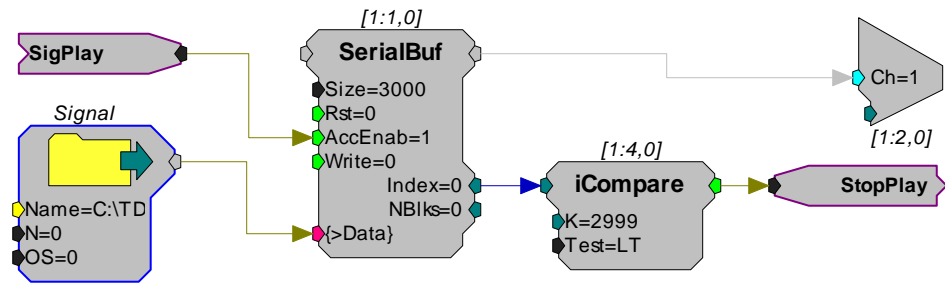 [1:1,0]
SigPlay
SerialBuf
Size=3000
Rst=0
AccEnab=1
Write=0
Index=0
NBlks=0
{>Data}
Signal
Name=C:\TD
N=0
OS=0
[1:4,0]
iCompare
K=2999
Test=LT
Ch=1
[1:2,0]
StopPlay